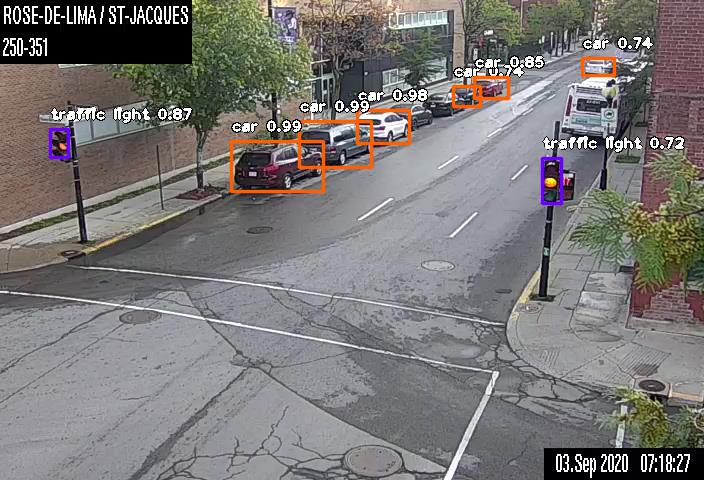 ROSE-DE-LIMA / ST-JACQUES
250-351
car 0.74
car 0.85
car 0.74
car 0.98
car 0.99
traffic light 0.87
car 0.99
traffic light 0.72
03.Sep 2020 07:18:27